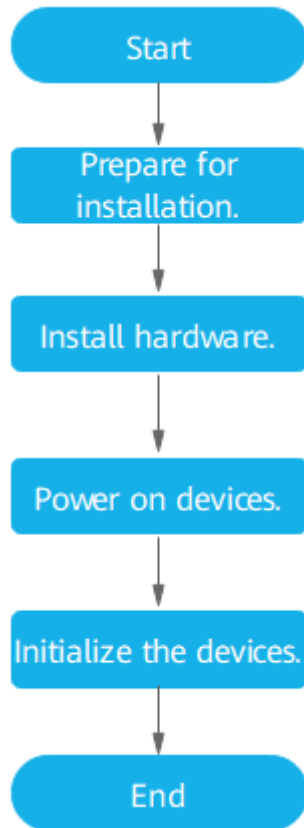 Start
Prepare for
installation.
Install hardware.
Power on devices.
Initialize the devices.
End